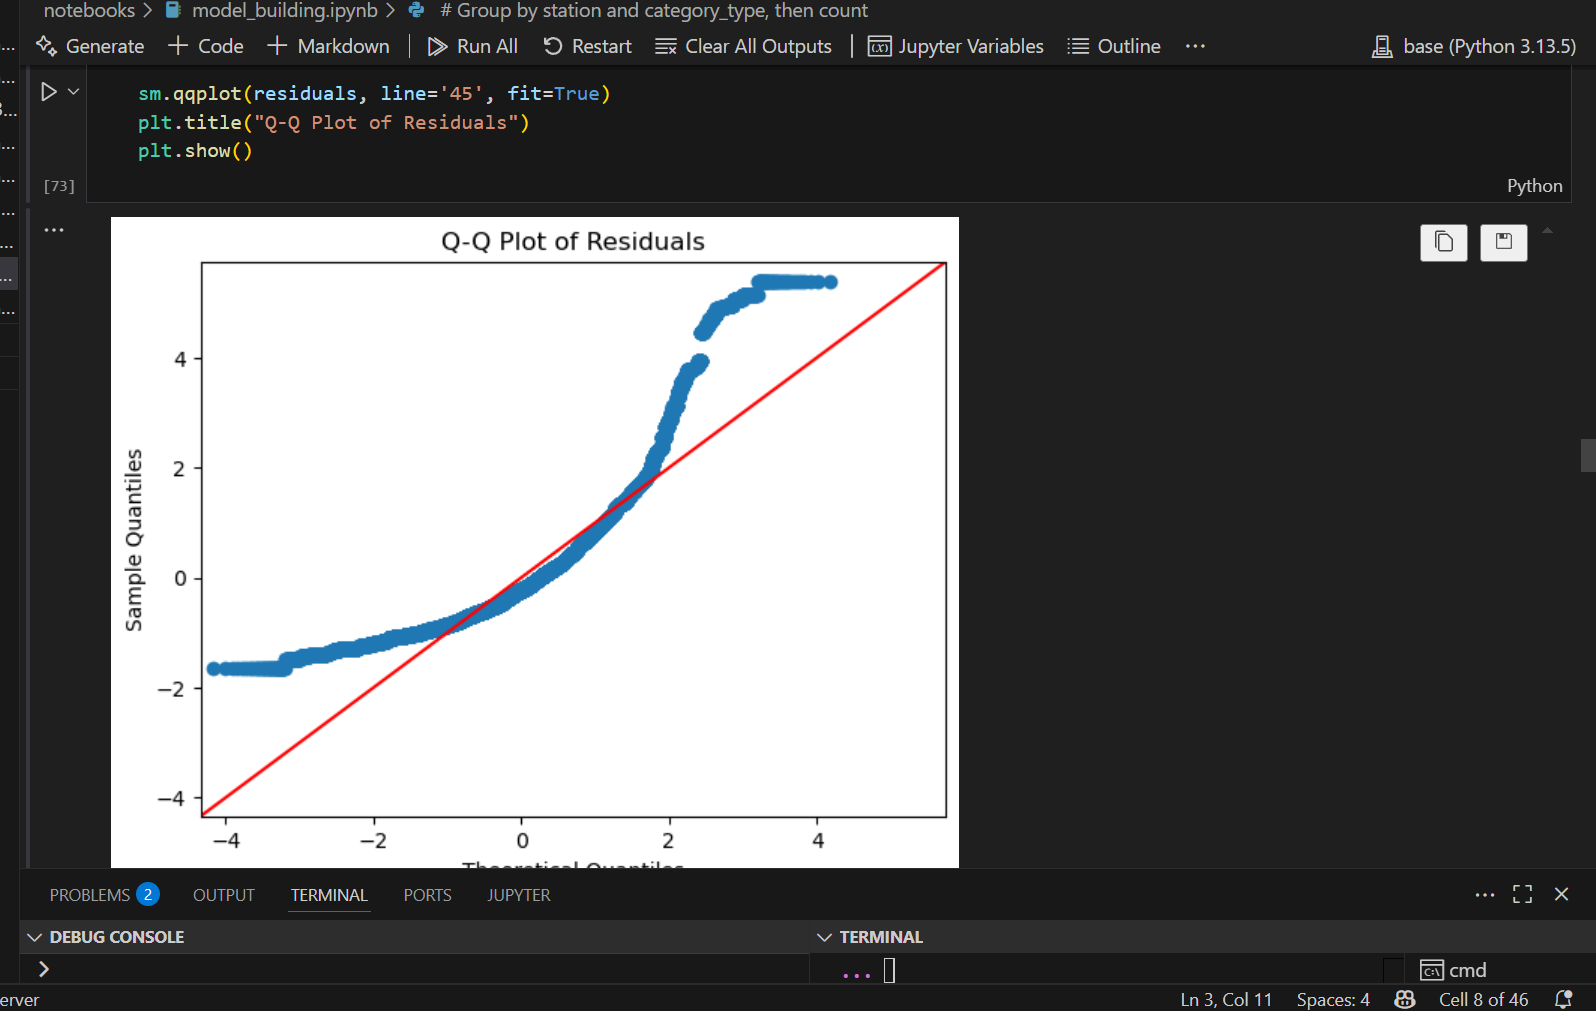 notebooks > model_building.ipynb > # Group by station and category_type, then count
Generate + Code + Markdown | Run All Restart Clear All Outputs | Jupyter Variables Outline ... base (Python 3.13.5)
sm.qqplot(residuals, line='45', fit=True)
plt.title("Q-Q Plot of Residuals")
plt.show()
[73] Python
Q-Q Plot of Residuals
4
2
0
−2
−4
Sample Quantiles
−4 −2 0 2 4
Theoretical Quantiles
PROBLEMS 2 OUTPUT TERMINAL PORTS JUPYTER
DEBUG CONSOLE TERMINAL
> ... cmd
erver Ln 3, Col 11 Spaces: 4 Cell 8 of 46